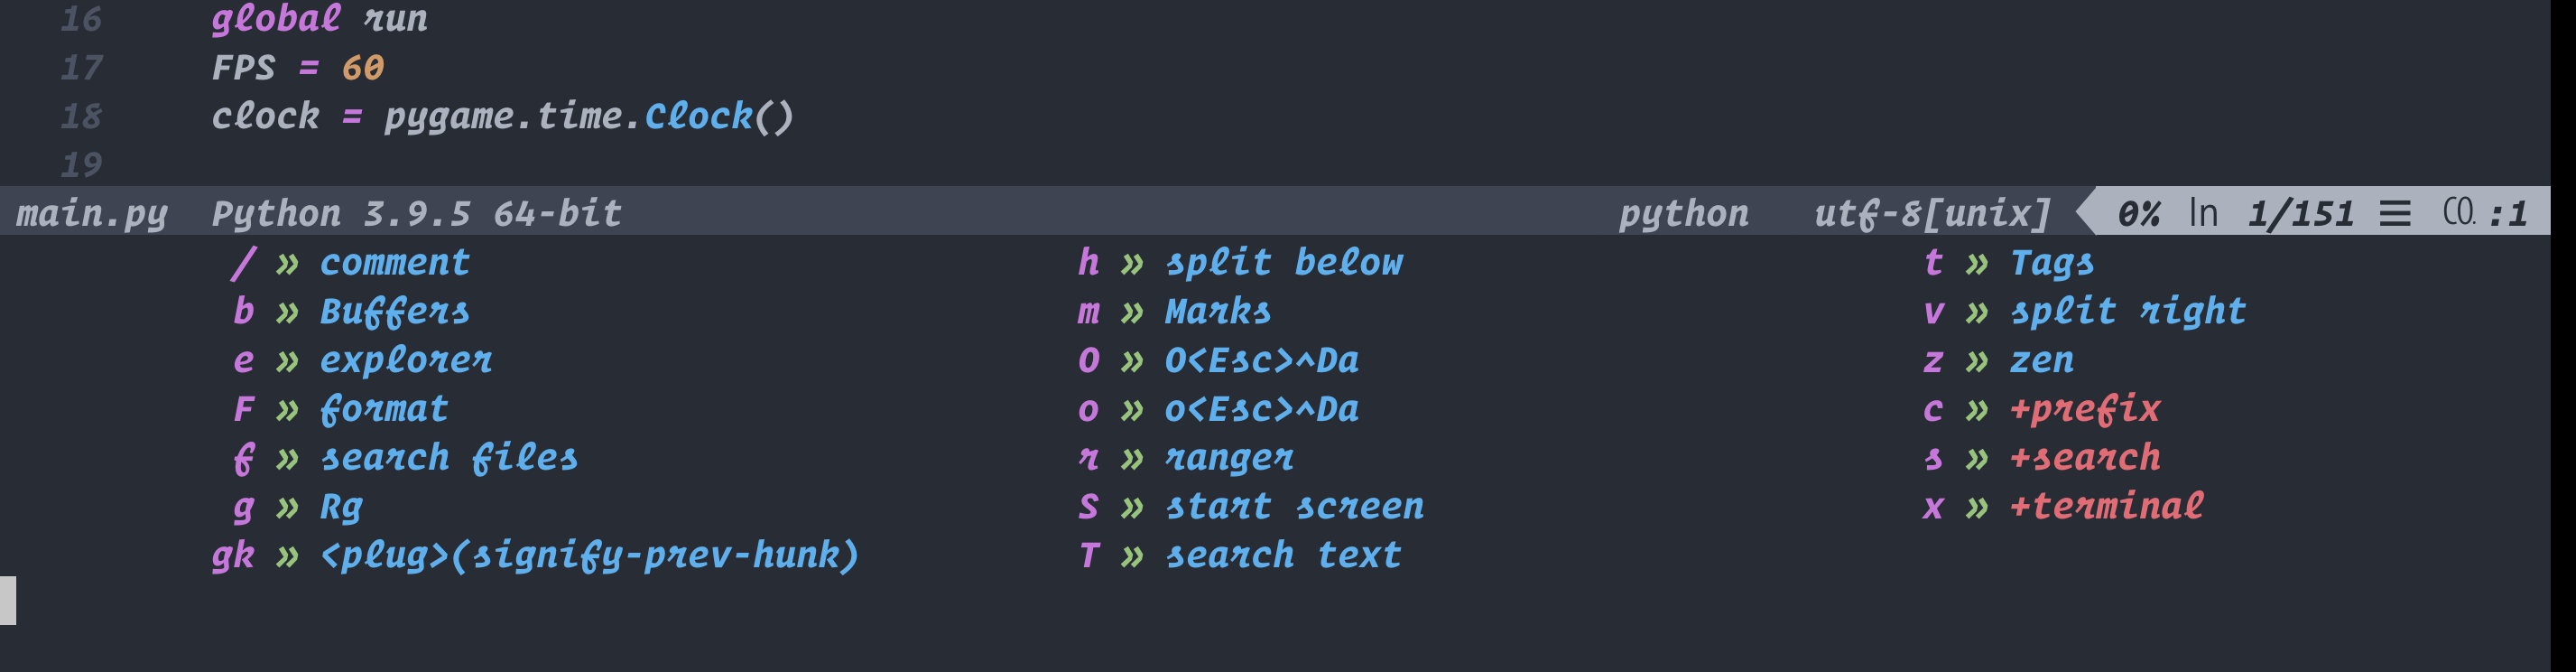 16 global run
17 FPS = 60
18 clock = pygame.time.Clock()
19
main.py Python 3.9.5 64-bit python utf-8[unix] 0% ln 1/151 ☰ CO. :1
/ » comment h » split below t » Tags
b » Buffers m » Marks v » split right
e » explorer O » O<Esc>^Da z » zen
F » format o » o<Esc>^Da c » +prefix
f » search files r » ranger s » +search
g » Rg S » start screen x » +terminal
gk » <plug>(signify-prev-hunk) T » search text